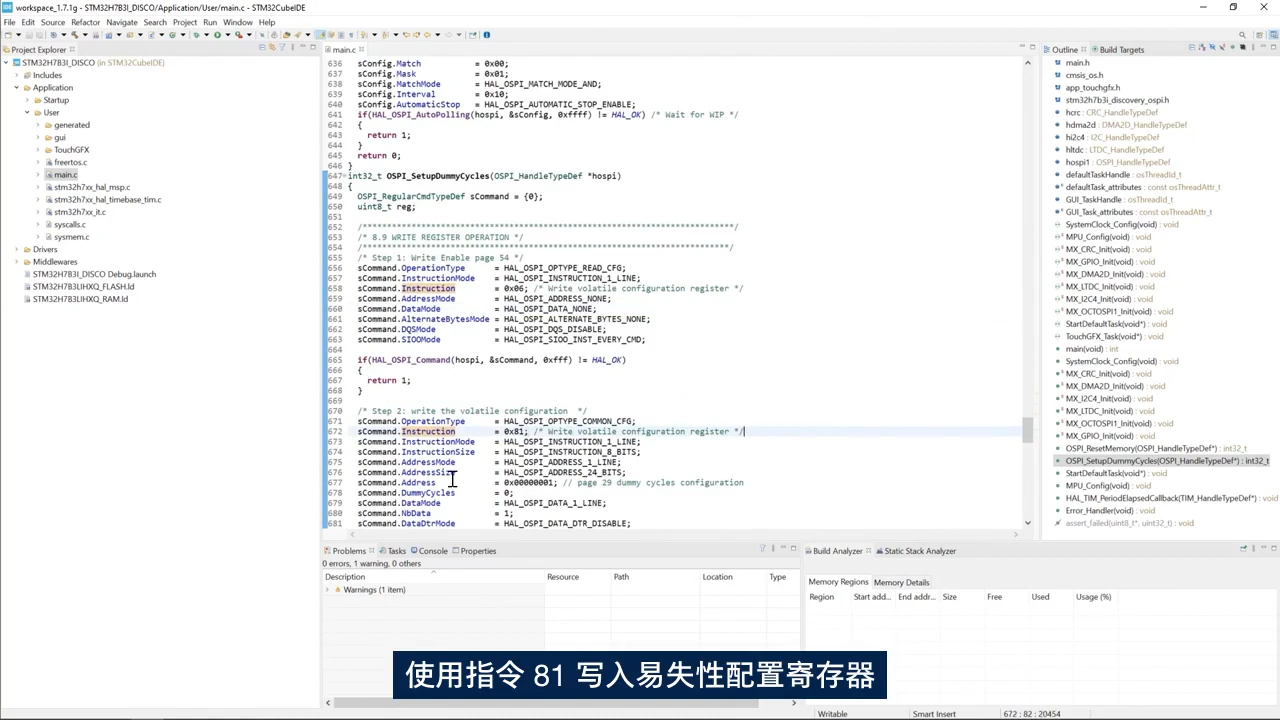 workspace_1.7.1g - STM32H7B3I_DISCO/Application/User/main.c - STM32CubeIDE
File Edit Source Refactor Navigate Search Project Run Window Help
Project Explorer
STM32H7B3I_DISCO (in STM32CubeIDE)
Includes
Application
Startup
User
generated
gui
TouchGFX
freertos.c
main.c
stm32h7xx_hal_msp.c
stm32h7xx_hal_timebase_tim.c
stm32h7xx_it.c
syscalls.c
sysmem.c
Drivers
Middlewares
STM32H7B3I_DISCO Debug.launch
STM32H7B3LIHXQ_FLASH.ld
STM32H7B3LIHXQ_RAM.ld
main.c
636 sConfig.Match = 0x00;
637 sConfig.Mask = 0x01;
638 sConfig.MatchMode = HAL_OSPI_MATCH_MODE_AND;
639 sConfig.Interval = 0x10;
640 sConfig.AutomaticStop = HAL_OSPI_AUTOMATIC_STOP_ENABLE;
641 if(HAL_OSPI_AutoPolling(hospi, &sConfig, 0xffff) != HAL_OK) /* Wait for WIP */
642 {
643 return 1;
644 }
645 return 0;
646 }
647 int32_t OSPI_SetupDummyCycles(OSPI_HandleTypeDef *hospi)
648 {
649 OSPI_RegularCmdTypeDef sCommand = {0};
650 uint8_t reg;
651
652 /******************************************************************************/
653 /* 8.9 WRITE REGISTER OPERATION */
654 /******************************************************************************/
655 /* Step 1: Write Enable page 54 */
656 sCommand.OperationType = HAL_OSPI_OPTYPE_READ_CFG;
657 sCommand.InstructionMode = HAL_OSPI_INSTRUCTION_1_LINE;
658 sCommand.Instruction = 0x06; /* Write volatile configuration register */
659 sCommand.AddressMode = HAL_OSPI_ADDRESS_NONE;
660 sCommand.DataMode = HAL_OSPI_DATA_NONE;
661 sCommand.AlternateBytesMode = HAL_OSPI_ALTERNATE_BYTES_NONE;
662 sCommand.DQSMode = HAL_OSPI_DQS_DISABLE;
663 sCommand.SIOOMode = HAL_OSPI_SIOO_INST_EVERY_CMD;
664
665 if(HAL_OSPI_Command(hospi, &sCommand, 0xfff) != HAL_OK)
666 {
667 return 1;
668 }
669
670 /* Step 2: write the volatile configuration */
671 sCommand.OperationType = HAL_OSPI_OPTYPE_COMMON_CFG;
672 sCommand.Instruction = 0x81; /* Write volatile configuration register */
673 sCommand.InstructionMode = HAL_OSPI_INSTRUCTION_1_LINE;
674 sCommand.InstructionSize = HAL_OSPI_INSTRUCTION_8_BITS;
675 sCommand.AddressMode = HAL_OSPI_ADDRESS_1_LINE;
676 sCommand.AddressSize = HAL_OSPI_ADDRESS_24_BITS;
677 sCommand.Address = 0x00000001; // page 29 dummy cycles configuration
678 sCommand.DummyCycles = 0;
679 sCommand.DataMode = HAL_OSPI_DATA_1_LINE;
680 sCommand.NbData = 1;
681 sCommand.DataDtrMode = HAL_OSPI_DATA_DTR_DISABLE;
Outline Build Targets
main.h
cmsis_os.h
app_touchgfx.h
stm32h7b3i_discovery_ospi.h
hcrc : CRC_HandleTypeDef
hdma2d : DMA2D_HandleTypeDef
hi2c4 : I2C_HandleTypeDef
hltdc : LTDC_HandleTypeDef
hospi1 : OSPI_HandleTypeDef
defaultTaskHandle : osThreadId_t
defaultTask_attributes : const osThreadAttr_t
GUI_TaskHandle : osThreadId_t
GUI_Task_attributes : const osThreadAttr_t
SystemClock_Config(void) : void
MPU_Config(void) : void
MX_CRC_Init(void) : void
MX_GPIO_Init(void) : void
MX_DMA2D_Init(void) : void
MX_LTDC_Init(void) : void
MX_I2C4_Init(void) : void
MX_OCTOSPI1_Init(void) : void
StartDefaultTask(void*) : void
TouchGFX_Task(void*) : void
main(void) : int
SystemClock_Config(void) : void
MX_CRC_Init(void) : void
MX_DMA2D_Init(void) : void
MX_I2C4_Init(void) : void
MX_LTDC_Init(void) : void
MX_OCTOSPI1_Init(void) : void
MX_GPIO_Init(void) : void
OSPI_ResetMemory(OSPI_HandleTypeDef*) : int32_t
OSPI_SetupDummyCycles(OSPI_HandleTypeDef*) : int32_t
StartDefaultTask(void*) : void
MPU_Config(void) : void
HAL_TIM_PeriodElapsedCallback(TIM_HandleTypeDef*) : void
Error_Handler(void) : void
assert_failed(uint8_t*, uint32_t) : void
Problems Tasks Console Properties
0 errors, 1 warning, 0 others
Description Resource Path Location Type
Warnings (1 item)
Build Analyzer Static Stack Analyzer
Memory Regions Memory Details
Region Start add... End addr... Size Free Used Usage (%)
使用指令 81 写入易失性配置寄存器
Writable Smart Insert 672 : 82 : 20454